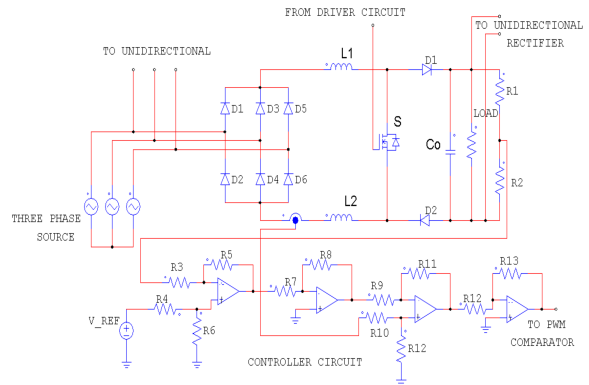 FROM DRIVER CIRCUIT
TO UNIDIRECTIONAL
RECTIFIER
TO UNIDIRECTIONAL
L1
D1
R1
D1
D3
D5
S
LOAD
Co
D2
D4
D6
R2
L2
D2
THREE PHASE
SOURCE
R5
R8
R11
R13
R3
R7
R9
R12
R4
V_REF
R6
R10
R12
TO PWM
COMPARATOR
CONTROLLER CIRCUIT